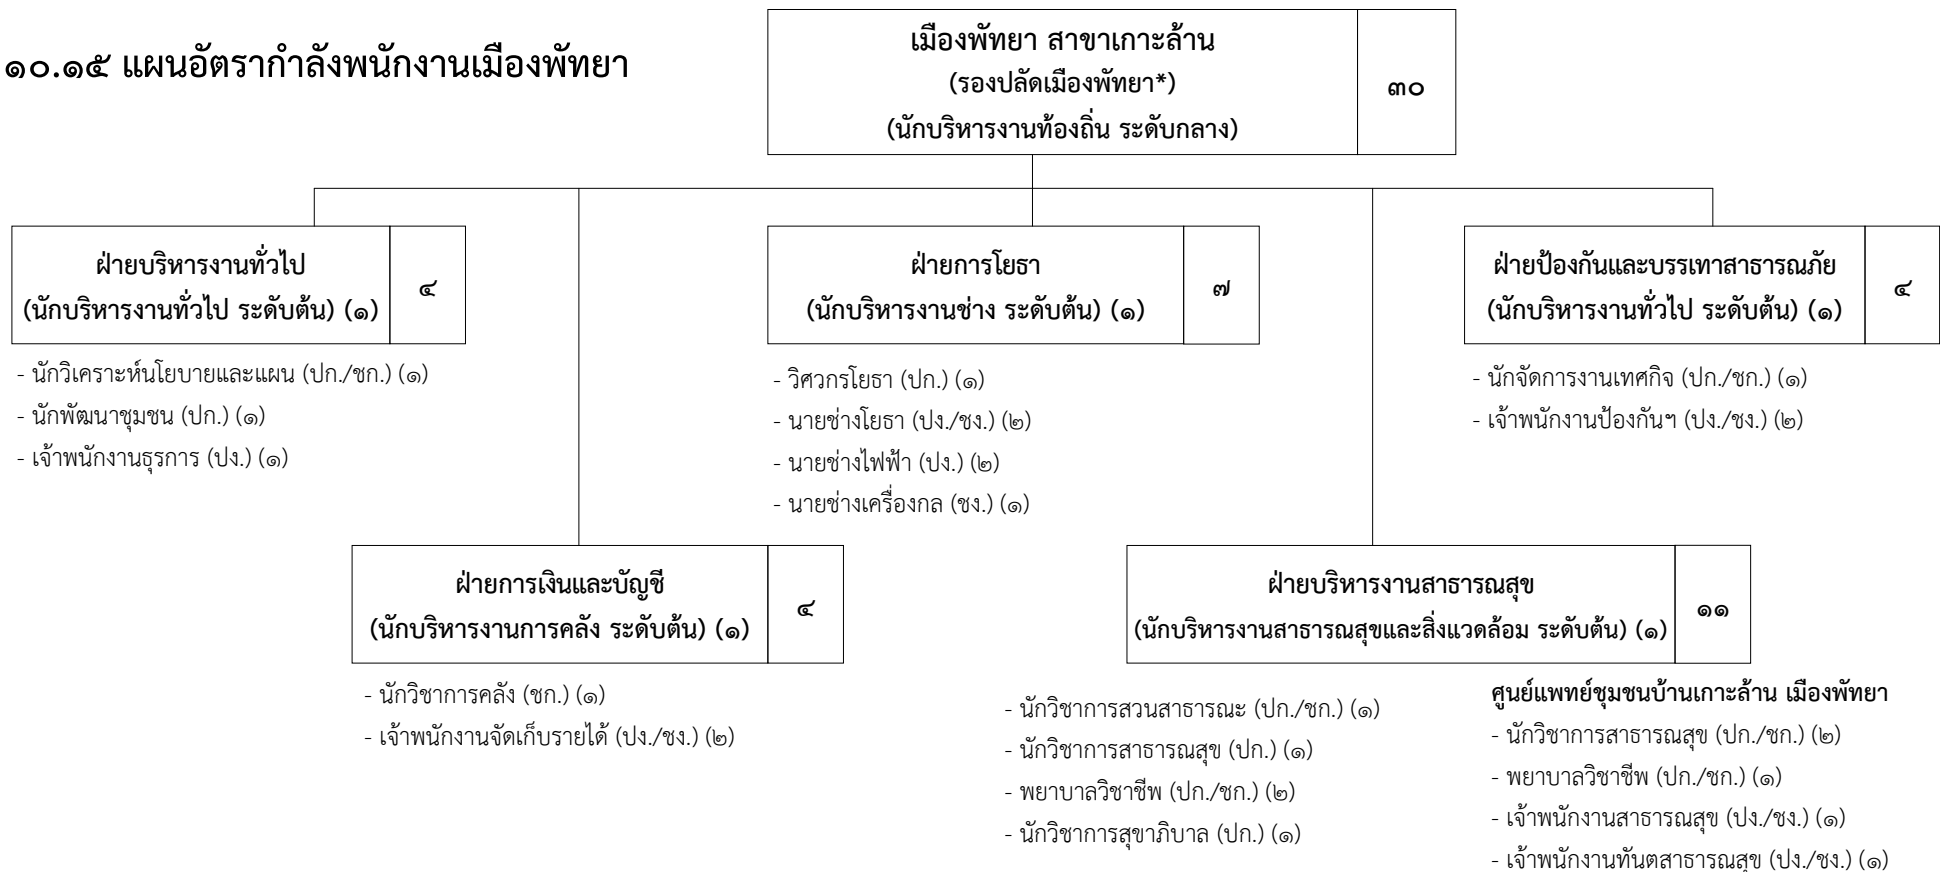 ๑๐.๑๕ แผนอัตรากำลังพนักงานเมืองพัทยา
เมืองพัทยา สาขาเกาะล้าน
(รองปลัดเมืองพัทยา*)
(นักบริหารงานท้องถิ่น ระดับกลาง)
๓๐
ฝ่ายบริหารงานทั่วไป
(นักบริหารงานทั่วไป ระดับต้น) (๑)
๔
- นักวิเคราะห์นโยบายและแผน (ปก./ชก.) (๑)
- นักพัฒนาชุมชน (ปก.) (๑)
- เจ้าพนักงานธุรการ (ปง.) (๑)
ฝ่ายการโยธา
(นักบริหารงานช่าง ระดับต้น) (๑)
๗
- วิศวกรโยธา (ปก.) (๑)
- นายช่างโยธา (ปง./ชง.) (๒)
- นายช่างไฟฟ้า (ปง.) (๒)
- นายช่างเครื่องกล (ชง.) (๑)
ฝ่ายป้องกันและบรรเทาสาธารณภัย
(นักบริหารงานทั่วไป ระดับต้น) (๑)
๔
- นักจัดการงานเทศกิจ (ปก./ชก.) (๑)
- เจ้าพนักงานป้องกันฯ (ปง./ชง.) (๒)
ฝ่ายการเงินและบัญชี
(นักบริหารงานการคลัง ระดับต้น) (๑)
๔
- นักวิชาการคลัง (ชก.) (๑)
- เจ้าพนักงานจัดเก็บรายได้ (ปง./ชง.) (๒)
ฝ่ายบริหารงานสาธารณสุข
(นักบริหารงานสาธารณสุขและสิ่งแวดล้อม ระดับต้น) (๑)
๑๑
- นักวิชาการสวนสาธารณะ (ปก./ชก.) (๑)
- นักวิชาการสาธารณสุข (ปก.) (๑)
- พยาบาลวิชาชีพ (ปก./ชก.) (๒)
- นักวิชาการสุขาภิบาล (ปก.) (๑)
ศูนย์แพทย์ชุมชนบ้านเกาะล้าน เมืองพัทยา
- นักวิชาการสาธารณสุข (ปก./ชก.) (๒)
- พยาบาลวิชาชีพ (ปก./ชก.) (๑)
- เจ้าพนักงานสาธารณสุข (ปง./ชง.) (๑)
- เจ้าพนักงานทันตสาธารณสุข (ปง./ชง.) (๑)